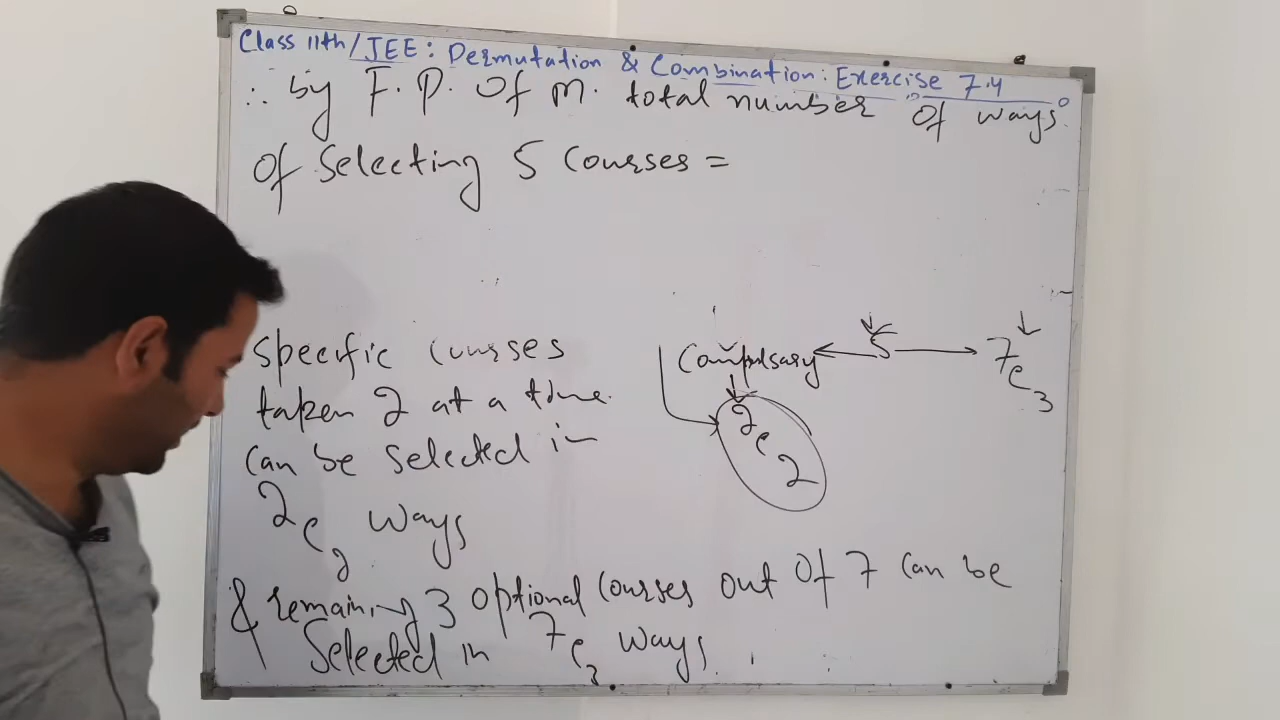 Class 11th/JEE: Permutation & Combination: Exercise 7.4
∴ by F.P. Of M. total number of ways
of Selecting 5 Courses =
Specific Courses
taken 2 at a time
can be selected in
2c2 ways
Compulsary ← 5 → 7c3
2c2
& remaining 3 Optional Courses out Of 7 can be
Selected in 7c3 ways.